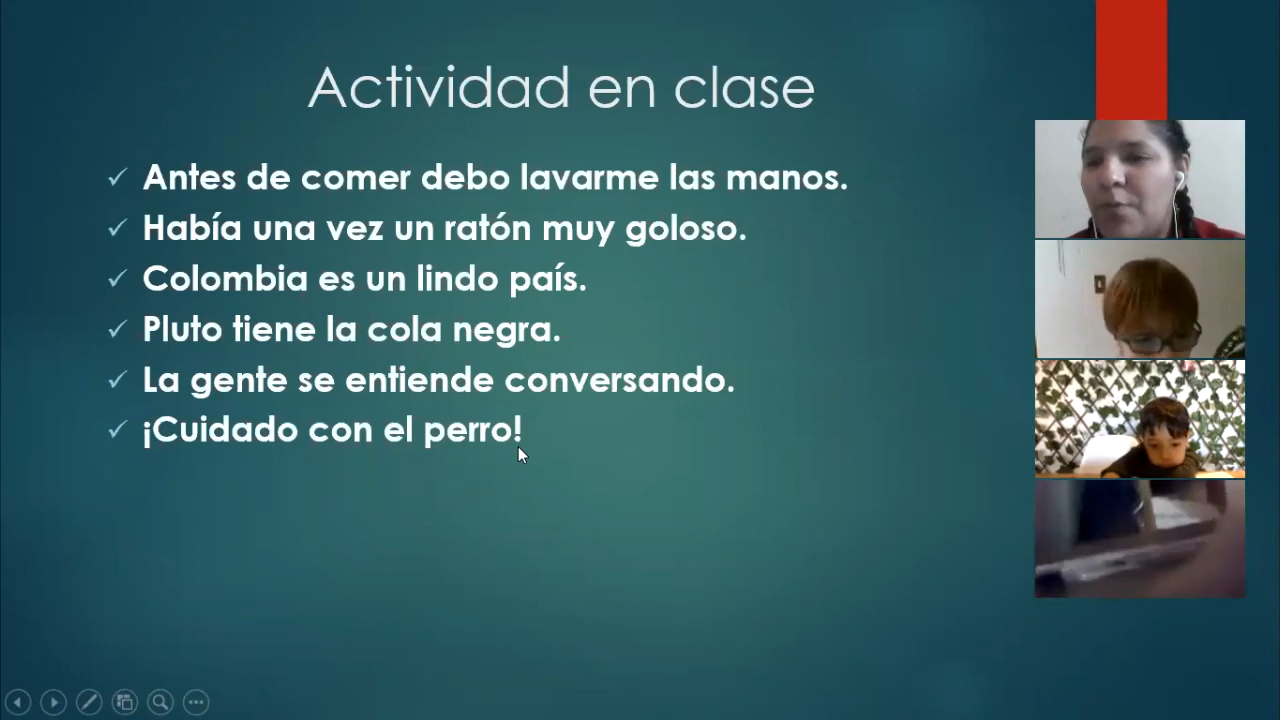 Actividad en clase
Antes de comer debo lavarme las manos.
Había una vez un ratón muy goloso.
Colombia es un lindo país.
Pluto tiene la cola negra.
La gente se entiende conversando.
¡Cuidado con el perro!